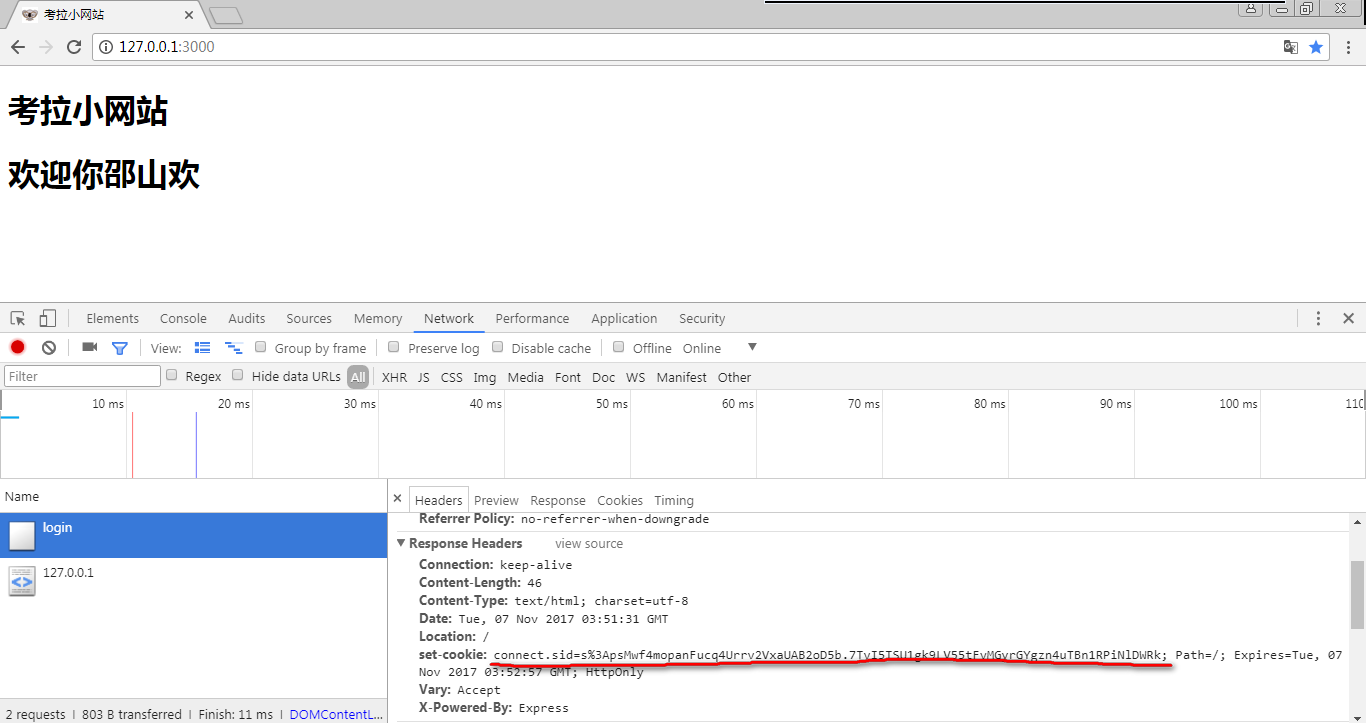 考拉小网站
127.0.0.1:3000
考拉小网站
欢迎你邵山欢
Elements Console Audits Sources Memory Network Performance Application Security
View: Group by frame Preserve log Disable cache Offline Online
Filter Regex Hide data URLs All XHR JS CSS Img Media Font Doc WS Manifest Other
10 ms 20 ms 30 ms 40 ms 50 ms 60 ms 70 ms 80 ms 90 ms 100 ms 110
Name
Headers Preview Response Cookies Timing
login
127.0.0.1
Referrer Policy: no-referrer-when-downgrade
Response Headers view source
Connection: keep-alive
Content-Length: 46
Content-Type: text/html; charset=utf-8
Date: Tue, 07 Nov 2017 03:51:31 GMT
Location: /
set-cookie: Path=/; Expires=Tue, 07
Nov 2017 03:52:57 GMT; HttpOnly
Vary: Accept
X-Powered-By: Express
2 requests | 803 B transferred | Finish: 11 ms | DOMContentL...